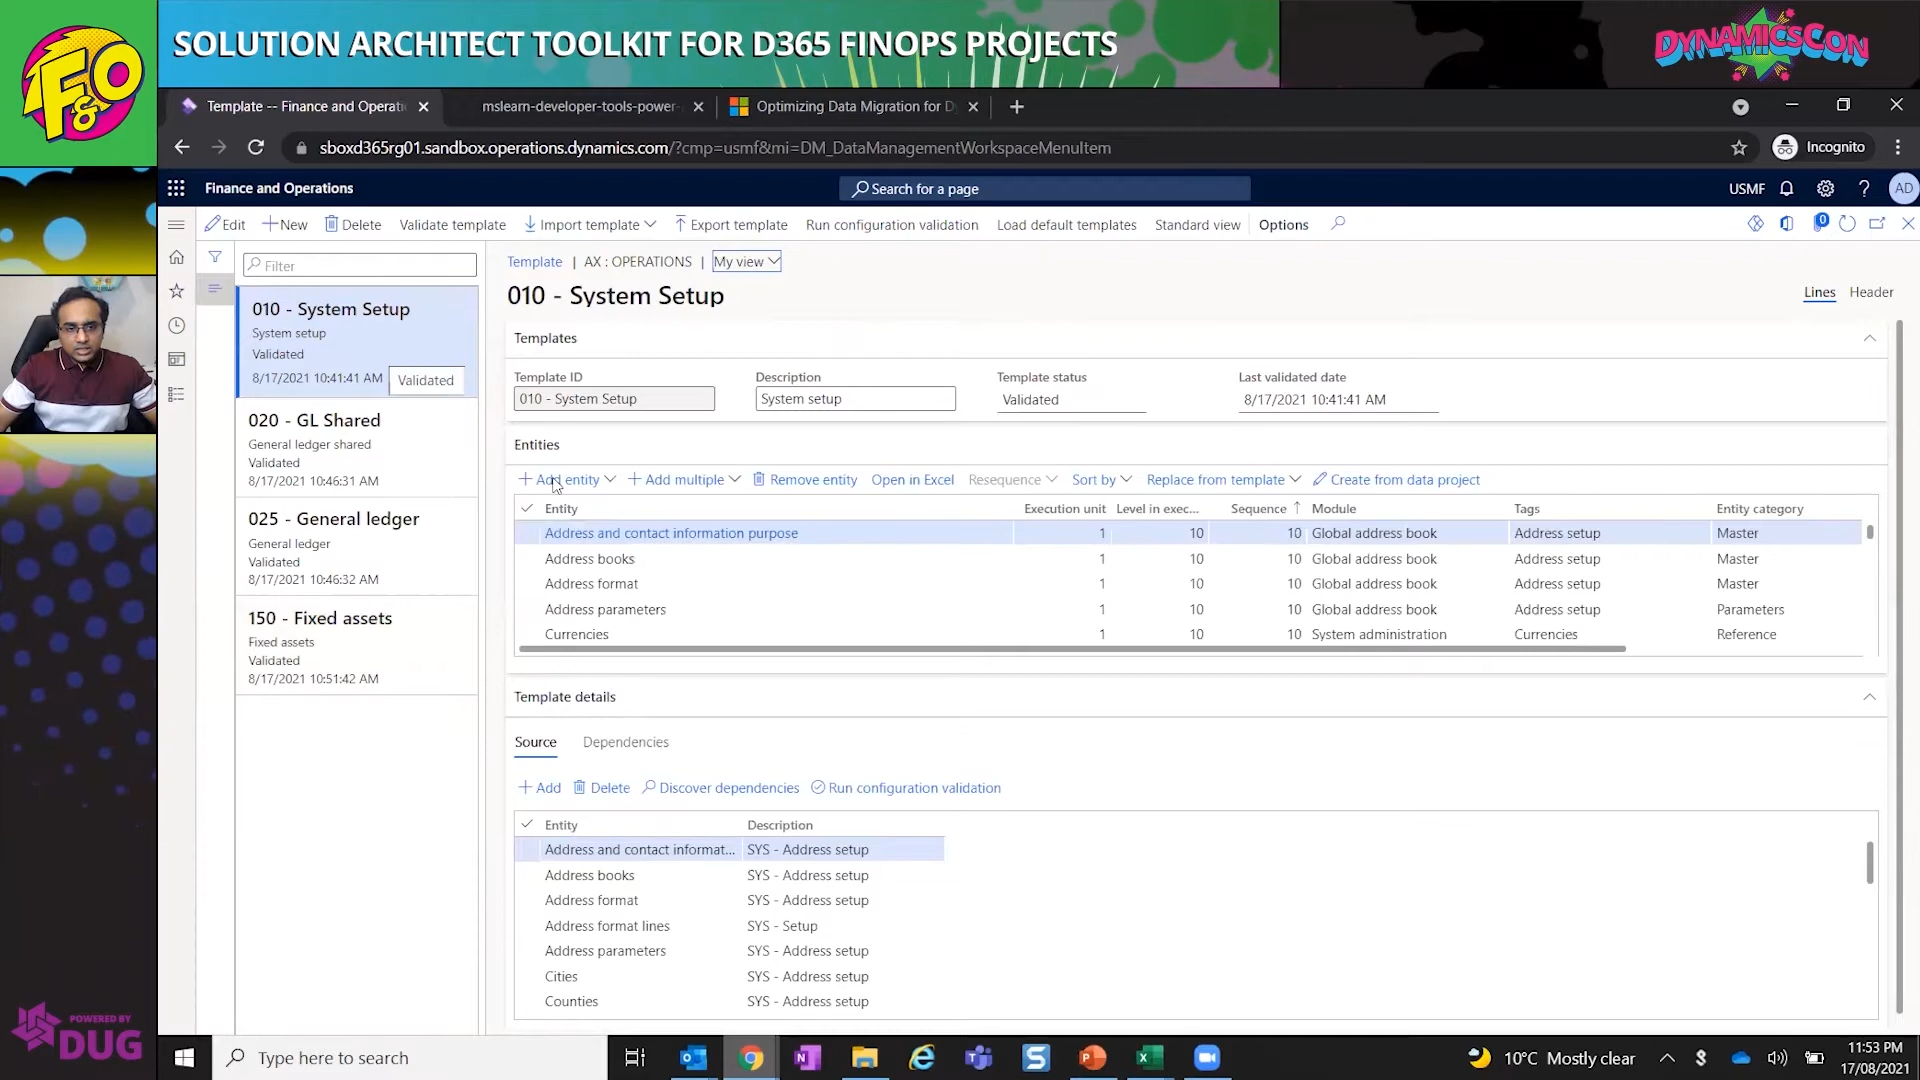 F&O
SOLUTION ARCHITECT TOOLKIT FOR D365 FINOPS PROJECTS
DYNAMICSCON
Template -- Finance and Operati
mslearn-developer-tools-power-
Optimizing Data Migration for D
sboxd365rg01.sandbox.operations.dynamics.com/?cmp=usmf&mi=DM_DataManagementWorkspaceMenuItem
Incognito
Finance and Operations
Search for a page
USMF
?
AD
Edit
New
Delete
Validate template
Import template
Export template
Run configuration validation
Load default templates
Standard view
Options
0
Filter
010 - System Setup
System setup
Validated
8/17/2021 10:41:41 AM
Validated
020 - GL Shared
General ledger shared
Validated
8/17/2021 10:46:31 AM
025 - General ledger
General ledger
Validated
8/17/2021 10:46:32 AM
150 - Fixed assets
Fixed assets
Validated
8/17/2021 10:51:42 AM
Template | AX : OPERATIONS | My view
010 - System Setup
Lines Header
Templates
Template ID Description Template status Last validated date
010 - System Setup System setup Validated 8/17/2021 10:41:41 AM
Entities
Add entity Add multiple Remove entity Open in Excel Resequence Sort by Replace from template Create from data project
Entity Execution unit Level in exec... Sequence Module Tags Entity category
Address and contact information purpose 1 10 10 Global address book Address setup Master
Address books 1 10 10 Global address book Address setup Master
Address format 1 10 10 Global address book Address setup Master
Address parameters 1 10 10 Global address book Address setup Parameters
Currencies 1 10 10 System administration Currencies Reference
Template details
Source Dependencies
Add Delete Discover dependencies Run configuration validation
Entity Description
Address and contact informat... SYS - Address setup
Address books SYS - Address setup
Address format SYS - Address setup
Address format lines SYS - Setup
Address parameters SYS - Address setup
Cities SYS - Address setup
Counties SYS - Address setup
POWERED BY
DUG
Type here to search
10°C Mostly clear
11:53 PM
17/08/2021